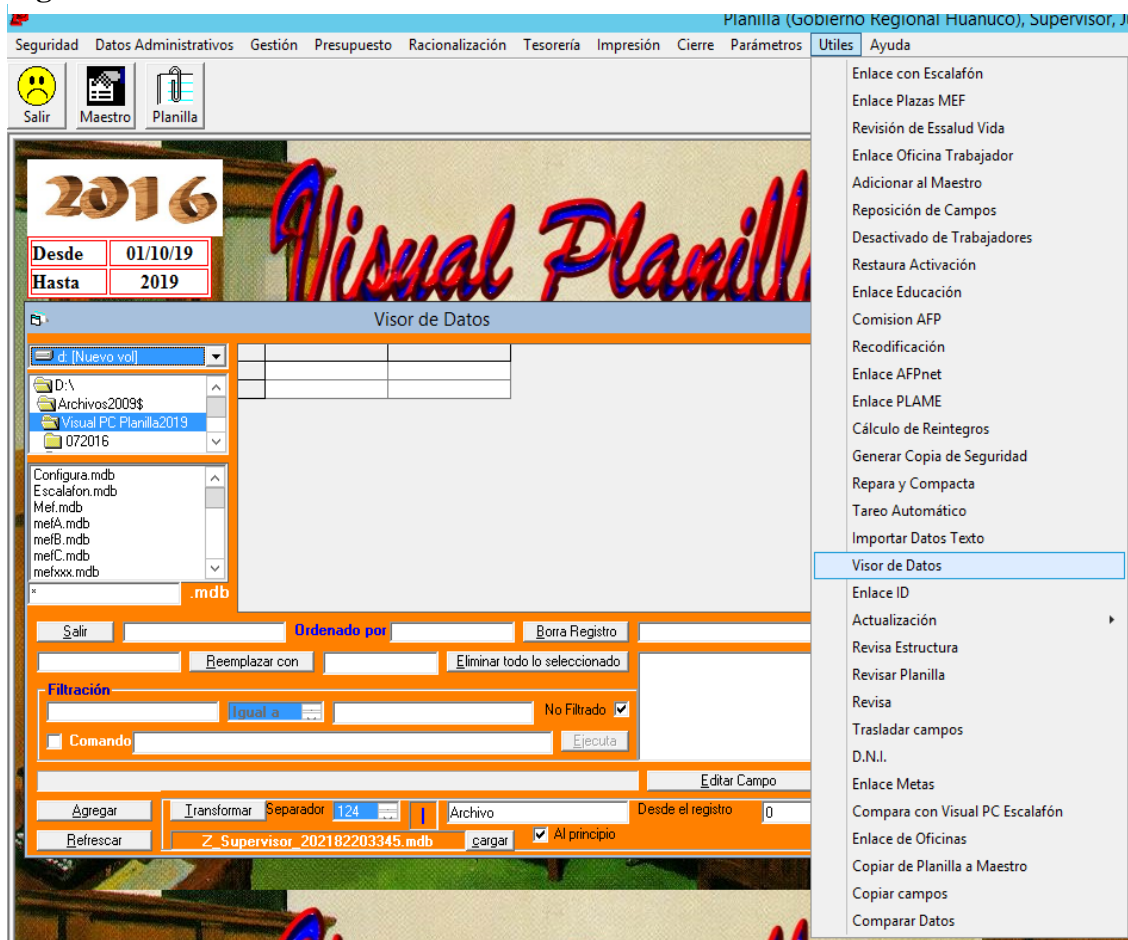 Planilla (Gobierno Regional Huanuco), Supervisor,
Seguridad Datos Administrativos Gestión Presupuesto Racionalización Tesorería Impresión Cierre Parámetros Utiles Ayuda
Salir Maestro Planilla
2016
Desde 01/10/19
Hasta 2019
Visual Planill
Visor de Datos
d: [Nuevo vol]
D:\
Archivos2009$
Visual PC Planilla2019
072016
Configura.mdb
Escalafon.mdb
Mef.mdb
mefA.mdb
mefB.mdb
mefC.mdb
mefxxx.mdb
* .mdb
Salir Ordenado por Borra Registro
Reemplazar con Eliminar todo lo seleccionado
Filtración
Igual a No Filtrado
Comando Ejecuta
Editar Campo
Agregar Transformar Separador 124 | Archivo Desde el registro 0
Refrescar Z_Supervisor_202182203345.mdb cargar Al principio
Enlace con Escalafón
Enlace Plazas MEF
Revisión de Essalud Vida
Enlace Oficina Trabajador
Adicionar al Maestro
Reposición de Campos
Desactivado de Trabajadores
Restaura Activación
Enlace Educación
Comision AFP
Recodificación
Enlace AFPnet
Enlace PLAME
Cálculo de Reintegros
Generar Copia de Seguridad
Repara y Compacta
Tareo Automático
Importar Datos Texto
Visor de Datos
Enlace ID
Actualización
Revisa Estructura
Revisar Planilla
Revisa
Trasladar campos
D.N.I.
Enlace Metas
Compara con Visual PC Escalafón
Enlace de Oficinas
Copiar de Planilla a Maestro
Copiar campos
Comparar Datos